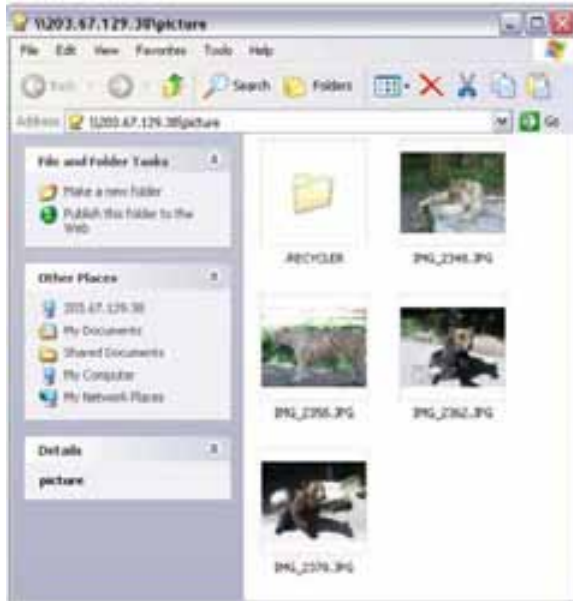 \\203.67.129.38\picture
File Edit View Favorites Tools Help
Back Search Folders
Address \\203.67.129.38\picture Go
File and Folder Tasks
Make a new folder
Publish this folder to the
Web
Other Places
203.67.129.38
My Documents
Shared Documents
My Computer
My Network Places
Details
picture
RECYCLER
IMG_2348.JPG
IMG_2356.JPG
IMG_2362.JPG
IMG_2370.JPG